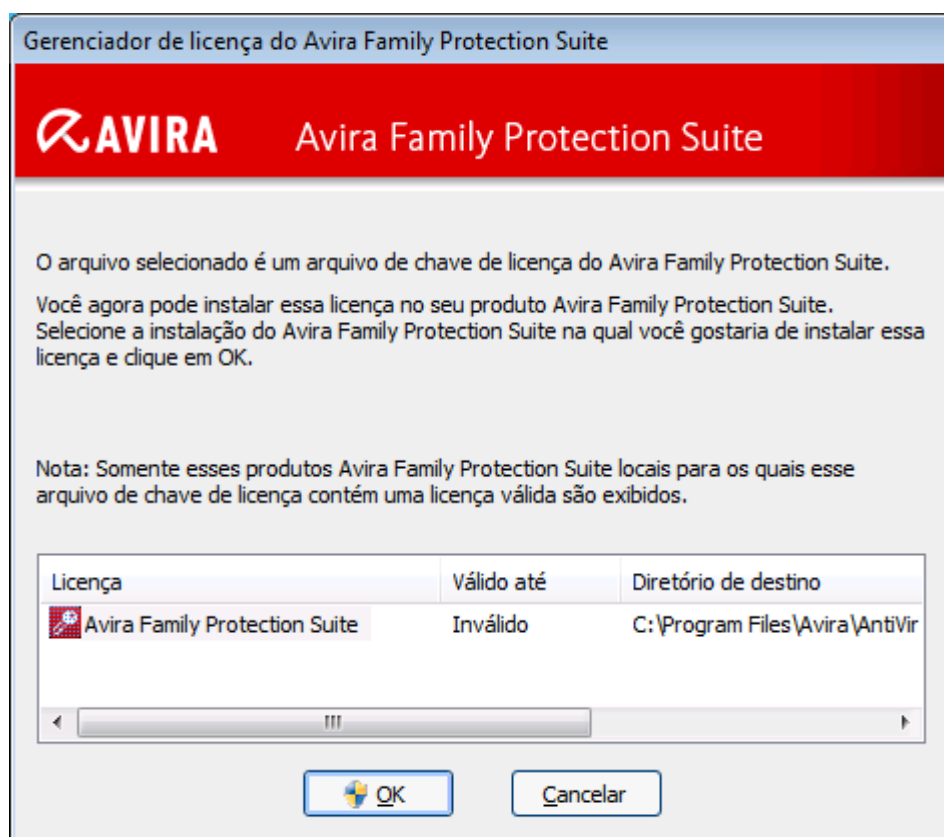 Gerenciador de licença do Avira Family Protection Suite
AVIRA Avira Family Protection Suite
O arquivo selecionado é um arquivo de chave de licença do Avira Family Protection Suite.
Você agora pode instalar essa licença no seu produto Avira Family Protection Suite.
Selecione a instalação do Avira Family Protection Suite na qual você gostaria de instalar essa
licença e clique em OK.
Nota: Somente esses produtos Avira Family Protection Suite locais para os quais esse
arquivo de chave de licença contém uma licença válida são exibidos.
Licença Válido até Diretório de destino
Avira Family Protection Suite Inválido C:\Program Files\Avira\AntiVir
OK Cancelar